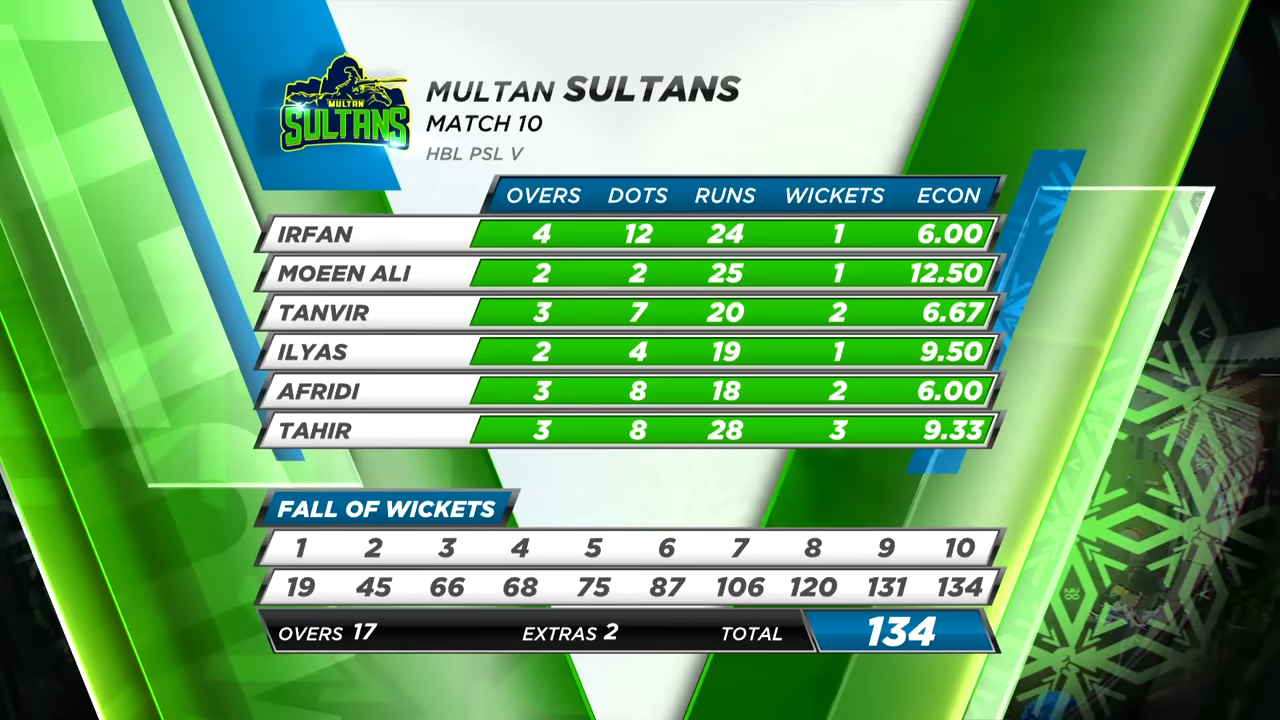 MULTAN
SULTANS
MULTAN SULTANS
MATCH 10
HBL PSL V
OVERS DOTS RUNS WICKETS ECON
IRFAN 4 12 24 1 6.00
MOEEN ALI 2 2 25 1 12.50
TANVIR 3 7 20 2 6.67
ILYAS 2 4 19 1 9.50
AFRIDI 3 8 18 2 6.00
TAHIR 3 8 28 3 9.33
FALL OF WICKETS
1 2 3 4 5 6 7 8 9 10
19 45 66 68 75 87 106 120 131 134
OVERS 17 EXTRAS 2 TOTAL 134